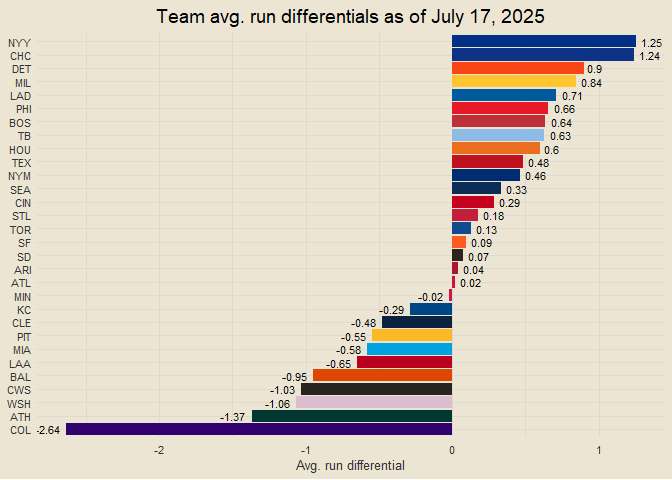 Team avg. run differentials as of July 17, 2025
NYY 1.25
CHC 1.24
DET 0.9
MIL 0.84
LAD 0.71
PHI 0.66
BOS 0.64
TB 0.63
HOU 0.6
TEX 0.48
NYM 0.46
SEA 0.33
CIN 0.29
STL 0.18
TOR 0.13
SF 0.09
SD 0.07
ARI 0.04
ATL 0.02
MIN -0.02
KC -0.29
CLE -0.48
PIT -0.55
MIA -0.58
LAA -0.65
BAL -0.95
CWS -1.03
WSH -1.06
ATH -1.37
COL -2.64
-2 -1 0 1
Avg. run differential